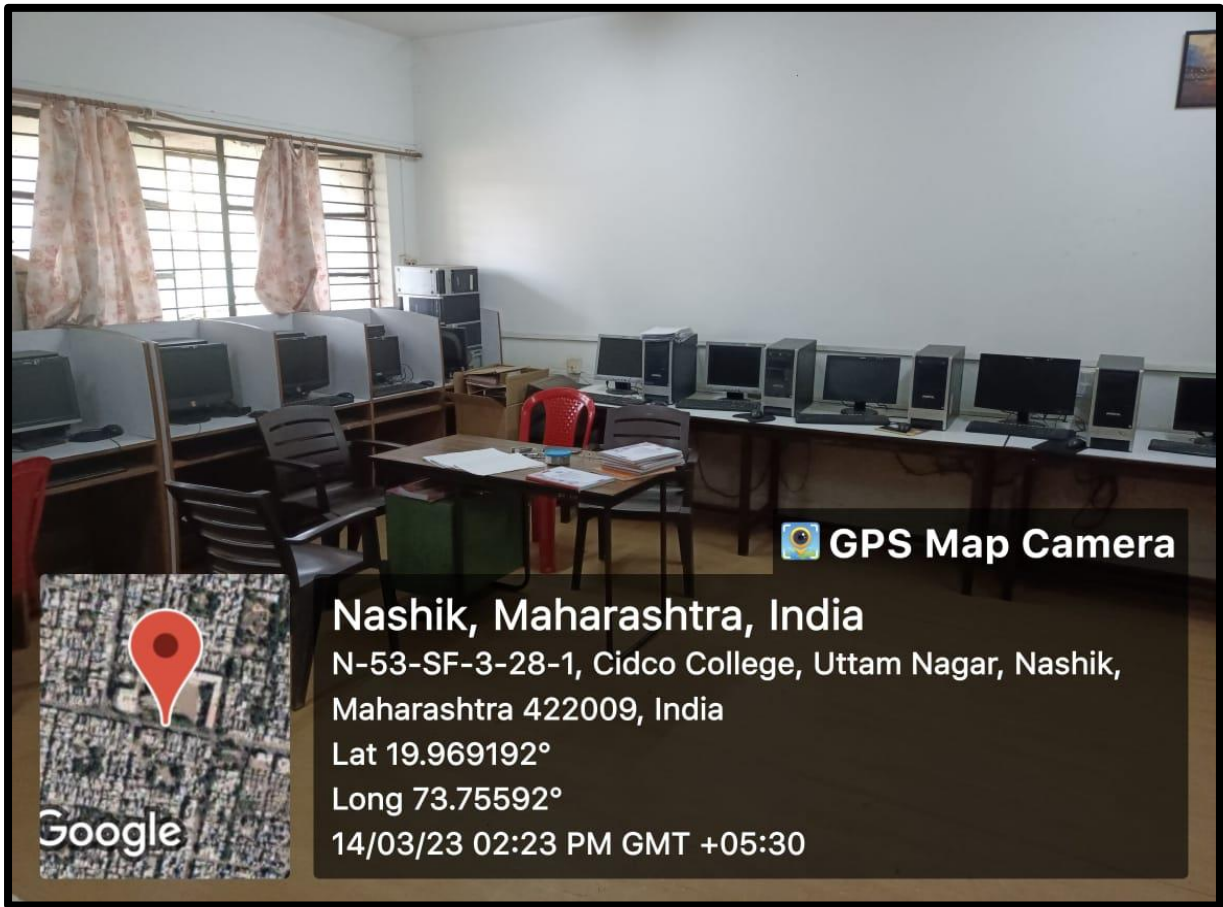 GPS Map Camera
Nashik, Maharashtra, India
N-53-SF-3-28-1, Cidco College, Uttam Nagar, Nashik,
Maharashtra 422009, India
Lat 19.969192°
Long 73.75592°
14/03/23 02:23 PM GMT +05:30
Google